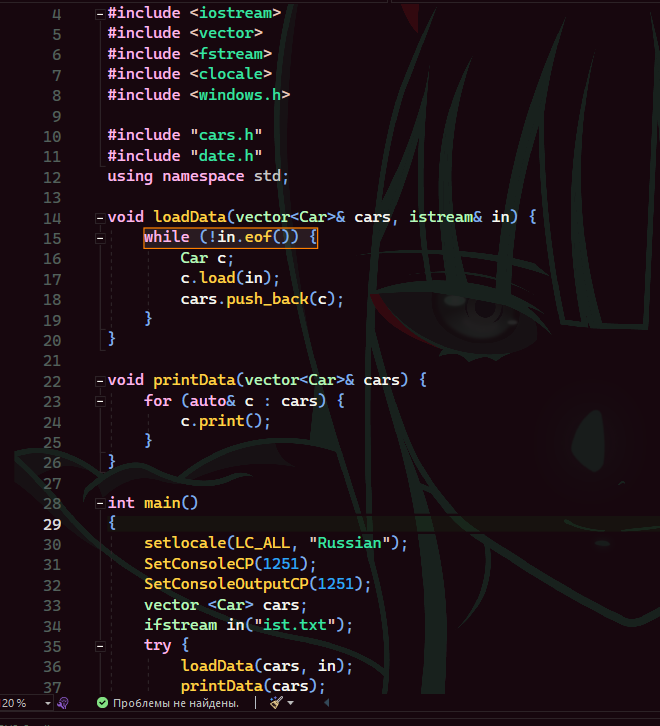 4 #include <iostream>
5 #include <vector>
6 #include <fstream>
7 #include <clocale>
8 #include <windows.h>
9
10 #include "cars.h"
11 #include "date.h"
12 using namespace std;
13
14 void loadData(vector<Car>& cars, istream& in) {
15 while (!in.eof()) {
16 Car c;
17 c.load(in);
18 cars.push_back(c);
19 }
20 }
21
22 void printData(vector<Car>& cars) {
23 for (auto& c : cars) {
24 c.print();
25 }
26 }
27
28 int main()
29 {
30 setlocale(LC_ALL, "Russian");
31 SetConsoleCP(1251);
32 SetConsoleOutputCP(1251);
33 vector <Car> cars;
34 ifstream in("ist.txt");
35 try {
36 loadData(cars, in);
37 printData(cars);
20 % Проблемы не найдены.